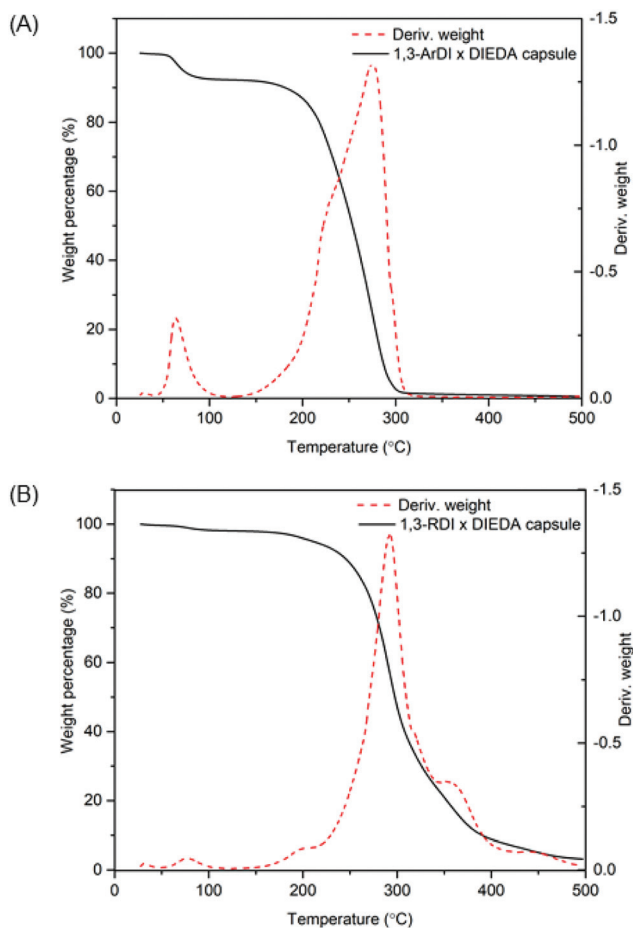 (A)
Deriv. weight
1,3-ArDI x DIEDA capsule
Weight percentage (%)
100
80
60
40
20
0
-1.5
-1.0
-0.5
0.0
Deriv. weight
0 100 200 300 400 500
Temperature (°C)
(B)
Deriv. weight
1,3-RDI x DIEDA capsule
Weight percentage (%)
100
80
60
40
20
0
-1.5
-1.0
-0.5
0.0
Deriv. weight
0 100 200 300 400 500
Temperature (°C)